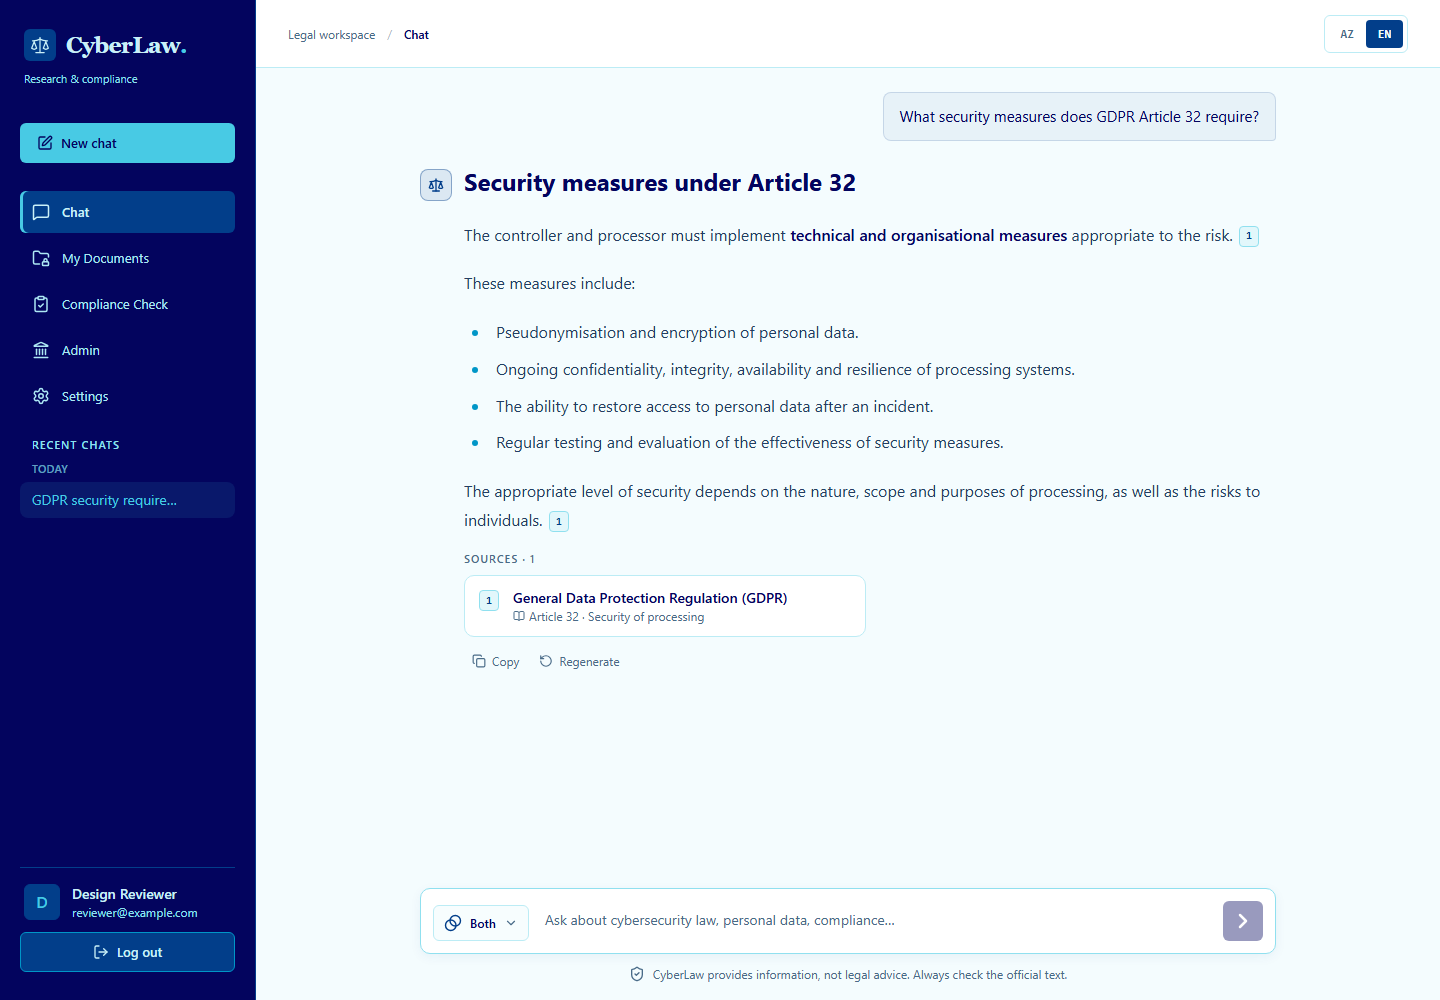 CyberLaw.
Research & compliance
New chat
Chat
My Documents
Compliance Check
Admin
Settings
RECENT CHATS
TODAY
GDPR security require...
D
Design Reviewer
reviewer@example.com
Log out
Legal workspace / Chat
AZ EN
What security measures does GDPR Article 32 require?
Security measures under Article 32
The controller and processor must implement technical and organisational measures appropriate to the risk. 1
These measures include:
• Pseudonymisation and encryption of personal data.
• Ongoing confidentiality, integrity, availability and resilience of processing systems.
• The ability to restore access to personal data after an incident.
• Regular testing and evaluation of the effectiveness of security measures.
The appropriate level of security depends on the nature, scope and purposes of processing, as well as the risks to
individuals. 1
SOURCES · 1
1 General Data Protection Regulation (GDPR)
Article 32 · Security of processing
Copy Regenerate
Both Ask about cybersecurity law, personal data, compliance...
CyberLaw provides information, not legal advice. Always check the official text.